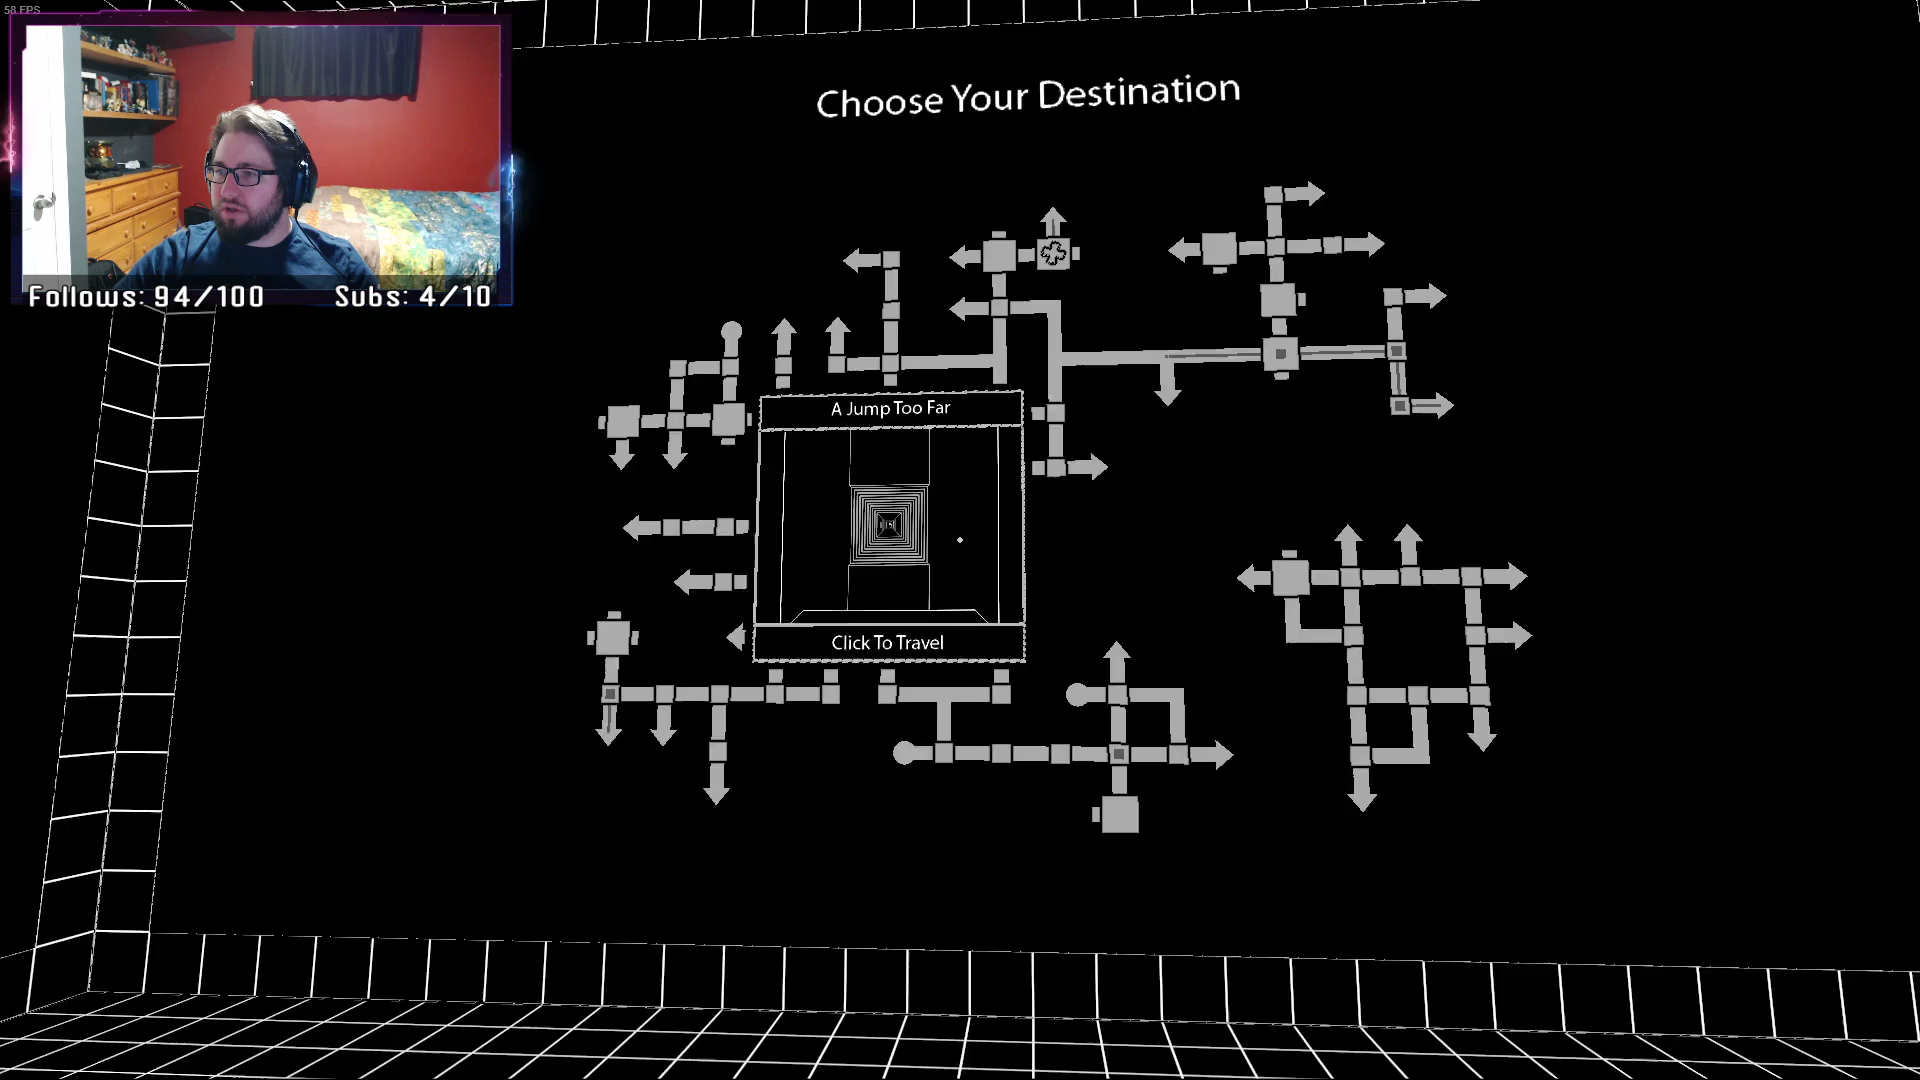 58 FPS
Choose Your Destination
Follows: 94/100
Subs: 4/10
A Jump Too Far
Click To Travel